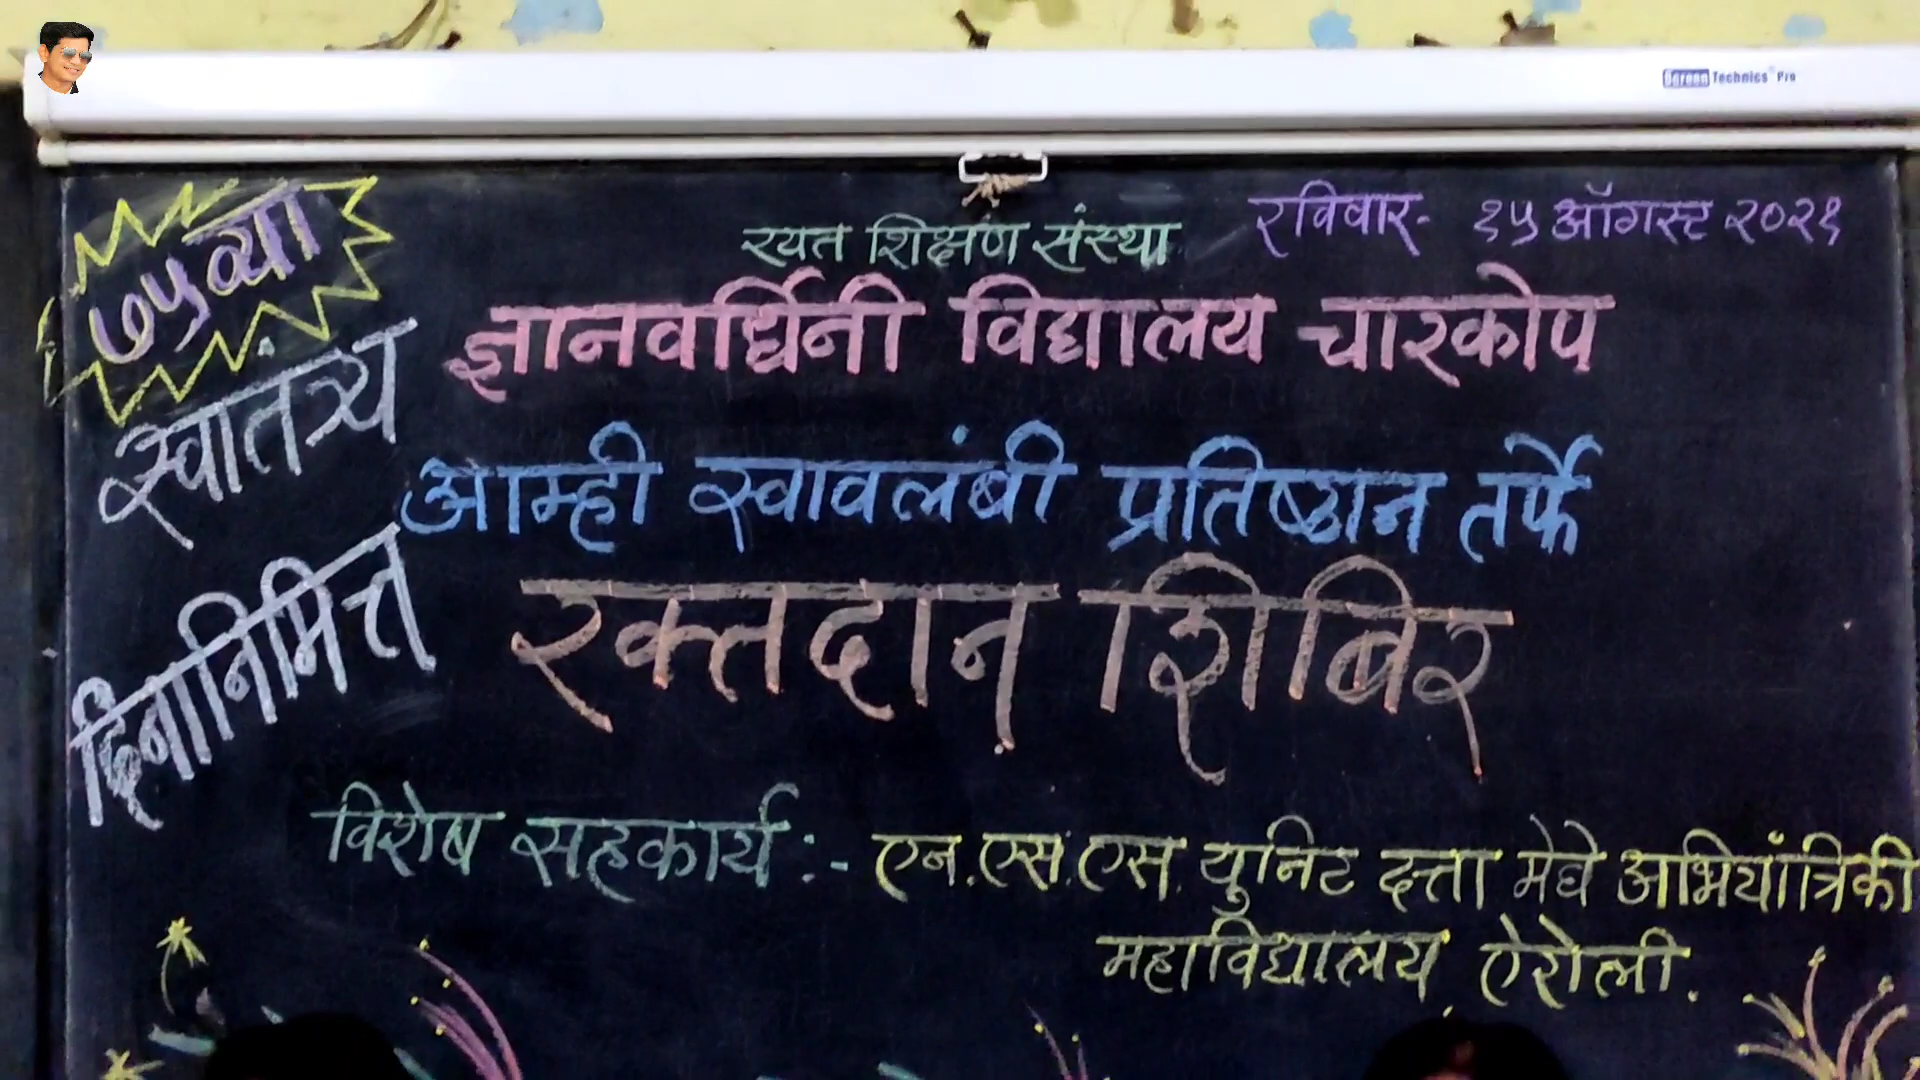 Screen Technics Pro
रविवार- १५ ऑगस्ट २०२१
रयत शिक्षण संस्था
ज्ञानवर्धिनी विद्यालय चारकोप
७५ व्या
स्वातंत्र्य
दिनानिमित्त
आम्ही स्वावलंबी प्रतिष्ठान तर्फे
रक्तदान शिबिर
विशेष सहकार्य :- एन.एस.एस. युनिट दत्ता मेघे अभियांत्रिकी
महाविद्यालय, ऐरोली.